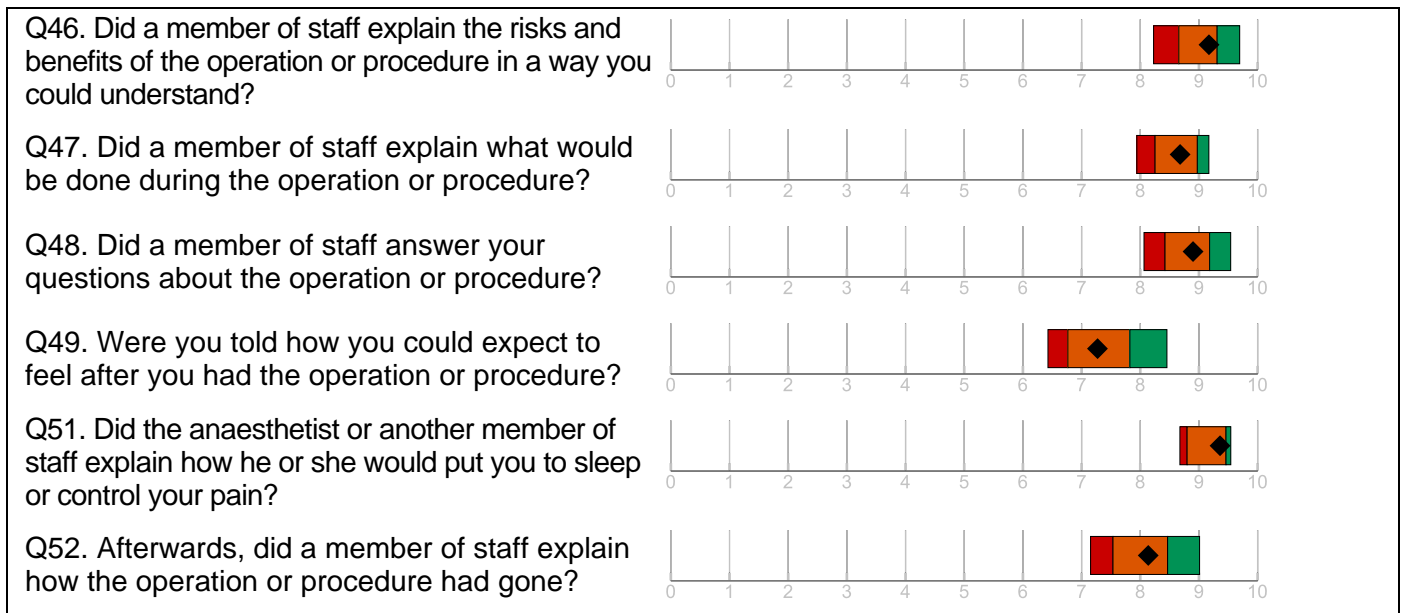 Q46. Did a member of staff explain the risks and
benefits of the operation or procedure in a way you
could understand?
0 1 2 3 4 5 6 7 8 9 10
Q47. Did a member of staff explain what would
be done during the operation or procedure?
0 1 2 3 4 5 6 7 8 9 10
Q48. Did a member of staff answer your
questions about the operation or procedure?
0 1 2 3 4 5 6 7 8 9 10
Q49. Were you told how you could expect to
feel after you had the operation or procedure?
0 1 2 3 4 5 6 7 8 9 10
Q51. Did the anaesthetist or another member of
staff explain how he or she would put you to sleep
or control your pain?
0 1 2 3 4 5 6 7 8 9 10
Q52. Afterwards, did a member of staff explain
how the operation or procedure had gone?
0 1 2 3 4 5 6 7 8 9 10